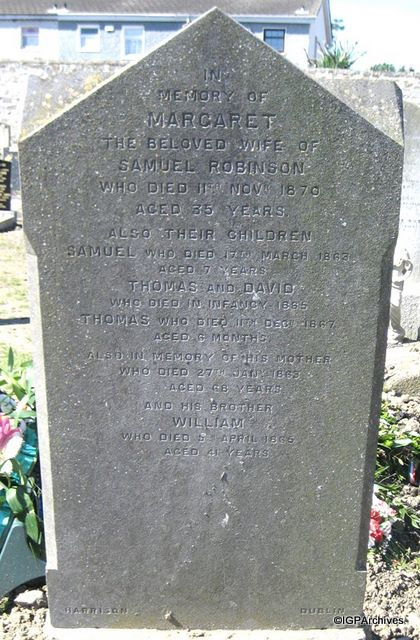 IN
MEMORY OF
MARGARET
THE BELOVED WIFE OF
SAMUEL ROBINSON
WHO DIED 11TH NOVR 1870
AGED 35 YEARS
ALSO THEIR CHILDREN
SAMUEL WHO DIED 17TH MARCH 1863
AGED 7 YEARS
THOMAS AND DAVID
WHO DIED IN INFANCY 1865
THOMAS WHO DIED 11TH DECR 1867
AGED 6 MONTHS
ALSO IN MEMORY OF HIS MOTHER
WHO DIED 27TH JANY 1863
AGED 68 YEARS
AND HIS BROTHER
WILLIAM
WHO DIED 5TH APRIL 1865
AGED 41 YEARS
HARRISON DUBLIN
©IGPArchives